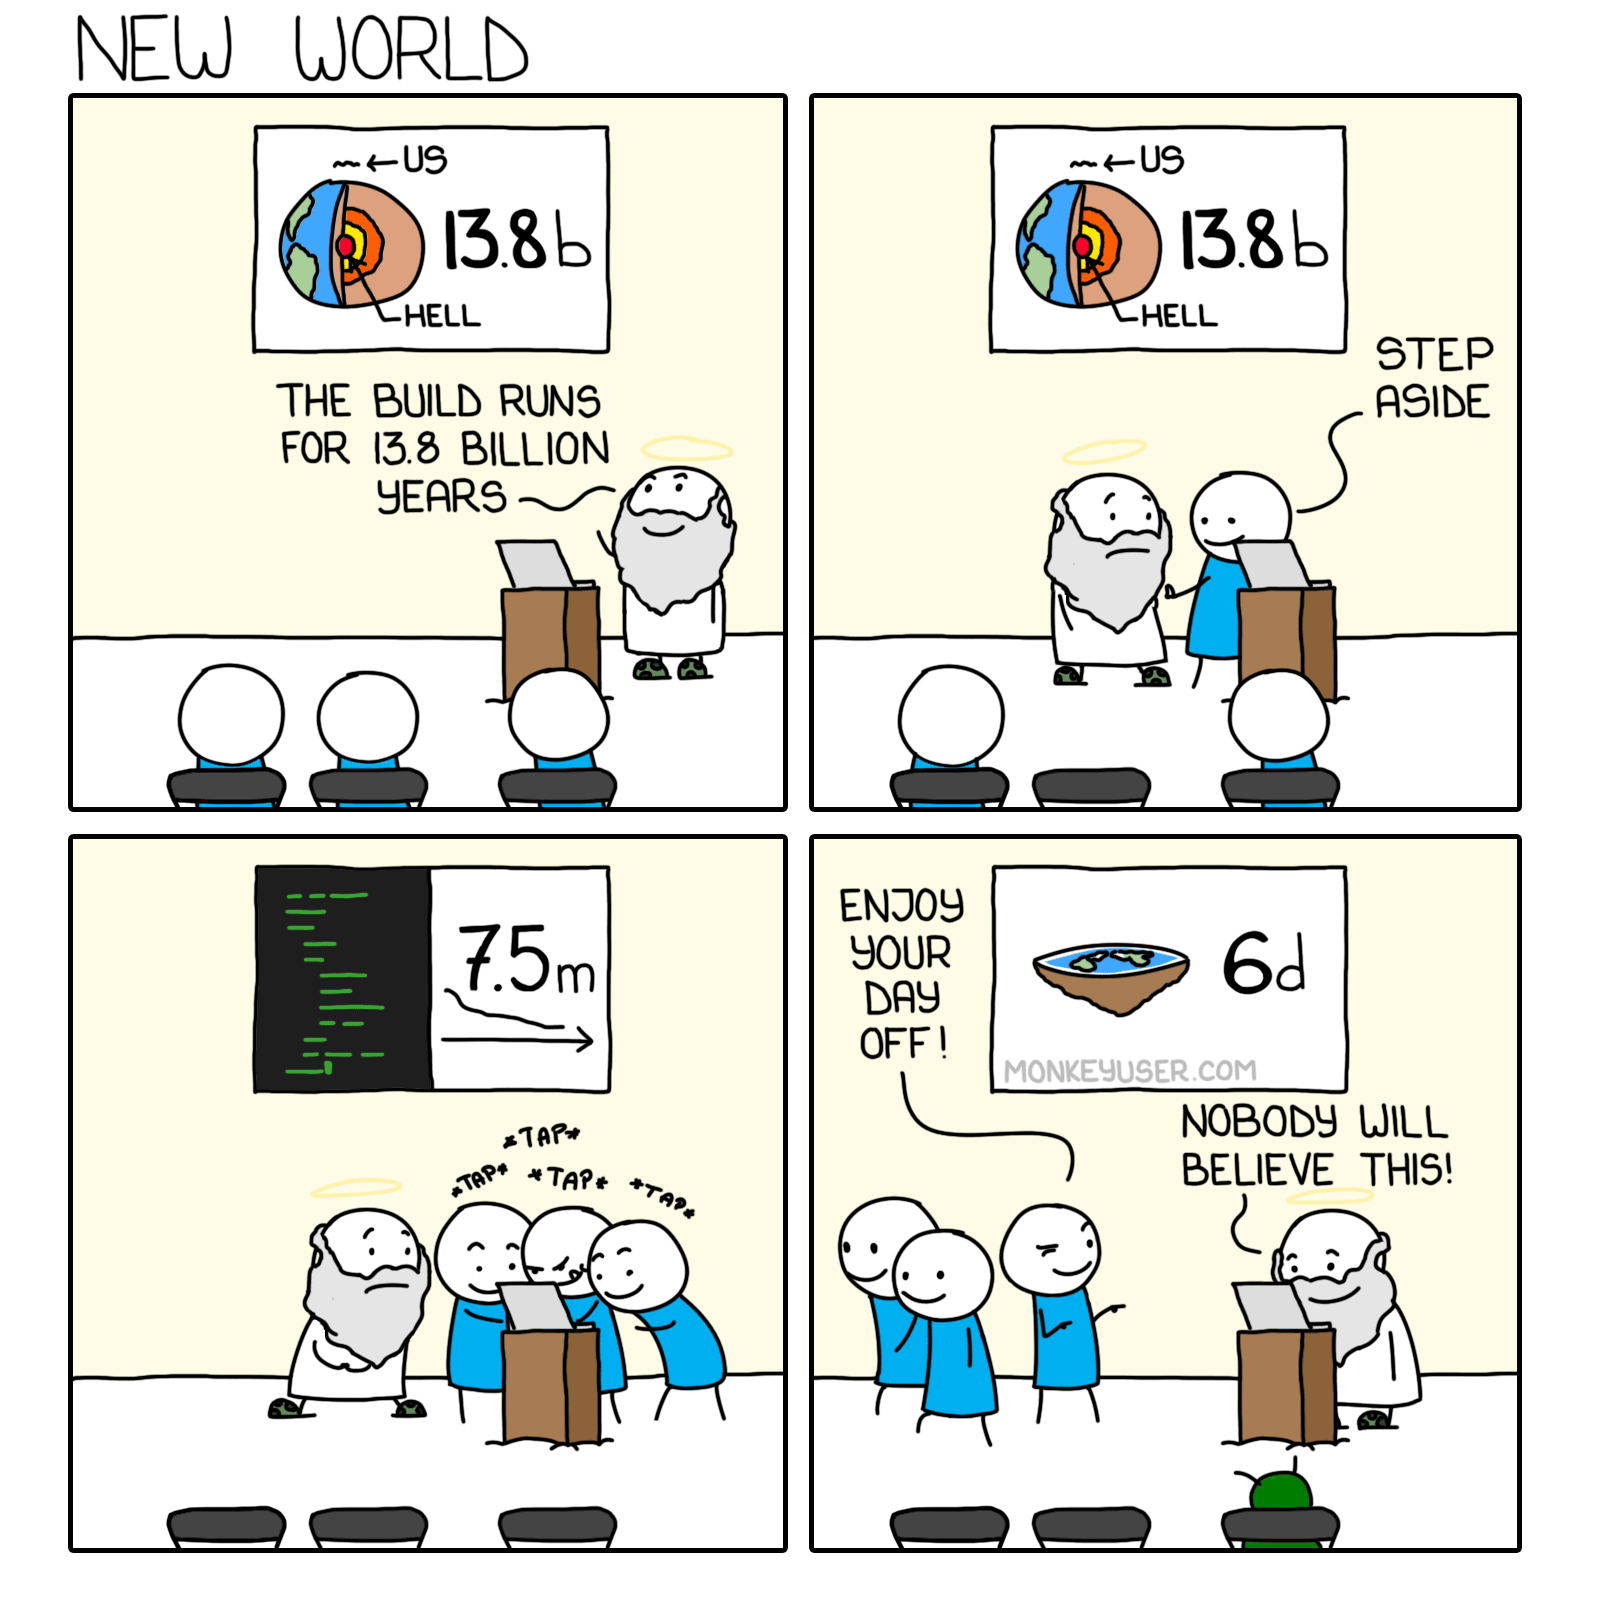 NEW WORLD
← US
13.8b
HELL
THE BUILD RUNS
FOR 13.8 BILLION
YEARS
← US
13.8b
HELL
STEP
ASIDE
7.5m
*TAP*
*TAP* *TAP* *TAP*
ENJOY
YOUR
DAY
OFF!
6d
MONKEYUSER.COM
NOBODY WILL
BELIEVE THIS!